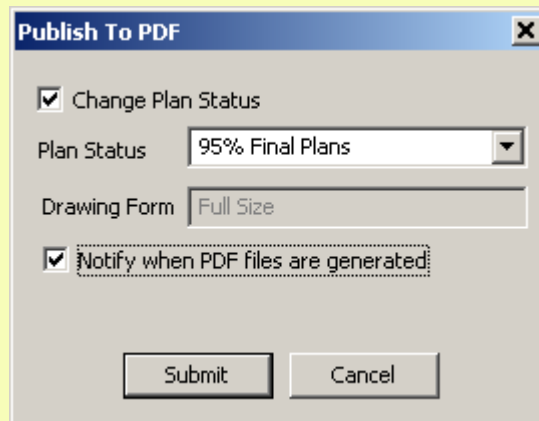 Publish To PDF
Change Plan Status
Plan Status 95% Final Plans
Drawing Form Full Size
Notify when PDF files are generated
Submit Cancel